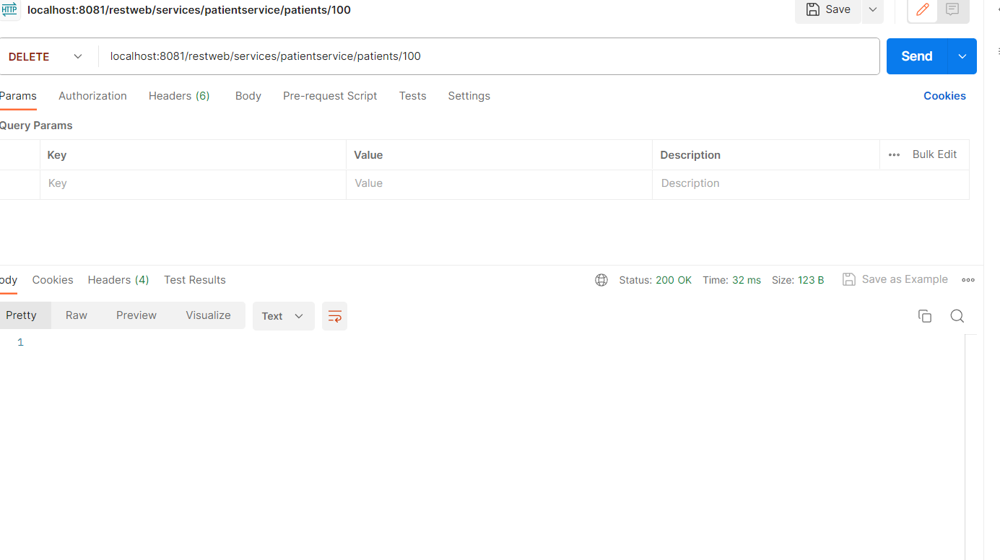 HTTP localhost:8081/restweb/services/patientservice/patients/100 Save
DELETE localhost:8081/restweb/services/patientservice/patients/100 Send
Params Authorization Headers (6) Body Pre-request Script Tests Settings Cookies
Query Params
Key Value Description Bulk Edit
Key Value Description
ody Cookies Headers (4) Test Results Status: 200 OK Time: 32 ms Size: 123 B Save as Example
Pretty Raw Preview Visualize Text
1